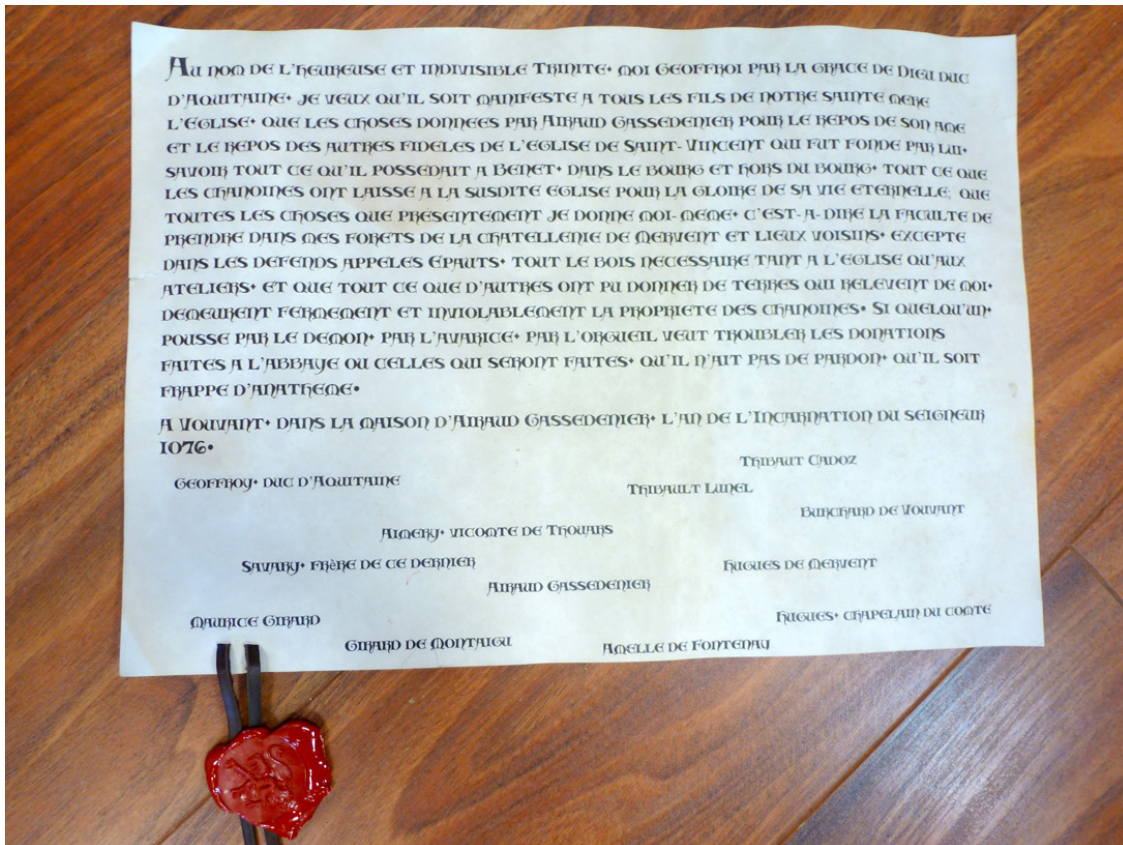 Au nom de l'heureuse et indivisible Trinite• moi Geoffroi par la grace de Dieu duc
d'Aquitaine• je veux qu'il soit manifeste a tous les fils de notre sainte mere
l'Eglise• que les choses donnees par Airaud Gassedenier pour le repos de son ame
et le repos des autres fideles de l'eglise de Saint-Vincent qui fut fonde par lui•
savoir tout ce qu'il possedait a Benet• dans le bourg et hors du bourg• tout ce que
les chanoines ont laisse a la susdite eglise pour la gloire de sa vie eternelle; que
toutes les choses que presentement je donne moi-meme• c'est-a-dire la faculte de
prendre dans mes forets de la chatellenie de Mervent et lieux voisins• excepte
dans les defends appeles Epauts• tout le bois necessaire tant a l'eglise qu'aux
ateliers• et que tout ce que d'autres ont pu donner de terres qui relevent de moi•
demeurent fermement et inviolablement la propriete des chanoines• Si quelqu'un•
pousse par le demon• par l'avarice• par l'orgueil veut troubler les donations
faites a l'abbaye ou celles qui seront faites• qu'il n'ait pas de pardon• qu'il soit
frappe d'anatheme•
A Vouvant• dans la maison d'Airaud Gassedenier• l'an de l'Incarnation du seigneur
1076•
Thibaut Cadoz
Geoffroy• duc d'Aquitaine
Thibault Lunel
Burchard de Vouvant
Aimery• vicomte de Thouars
Savary• frère de ce dernier
Hugues de Mervent
Airaud Gassedenier
Hugues• chapelain du comte
Maurice Girard
Girard de Montaigu
Amelle de Fontenay